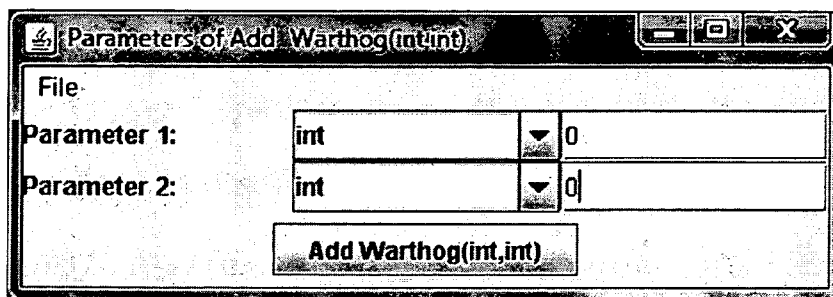 Parameters of Add Warthog(int,int)
File
Parameter 1: int 0
Parameter 2: int 0
Add Warthog(int,int)